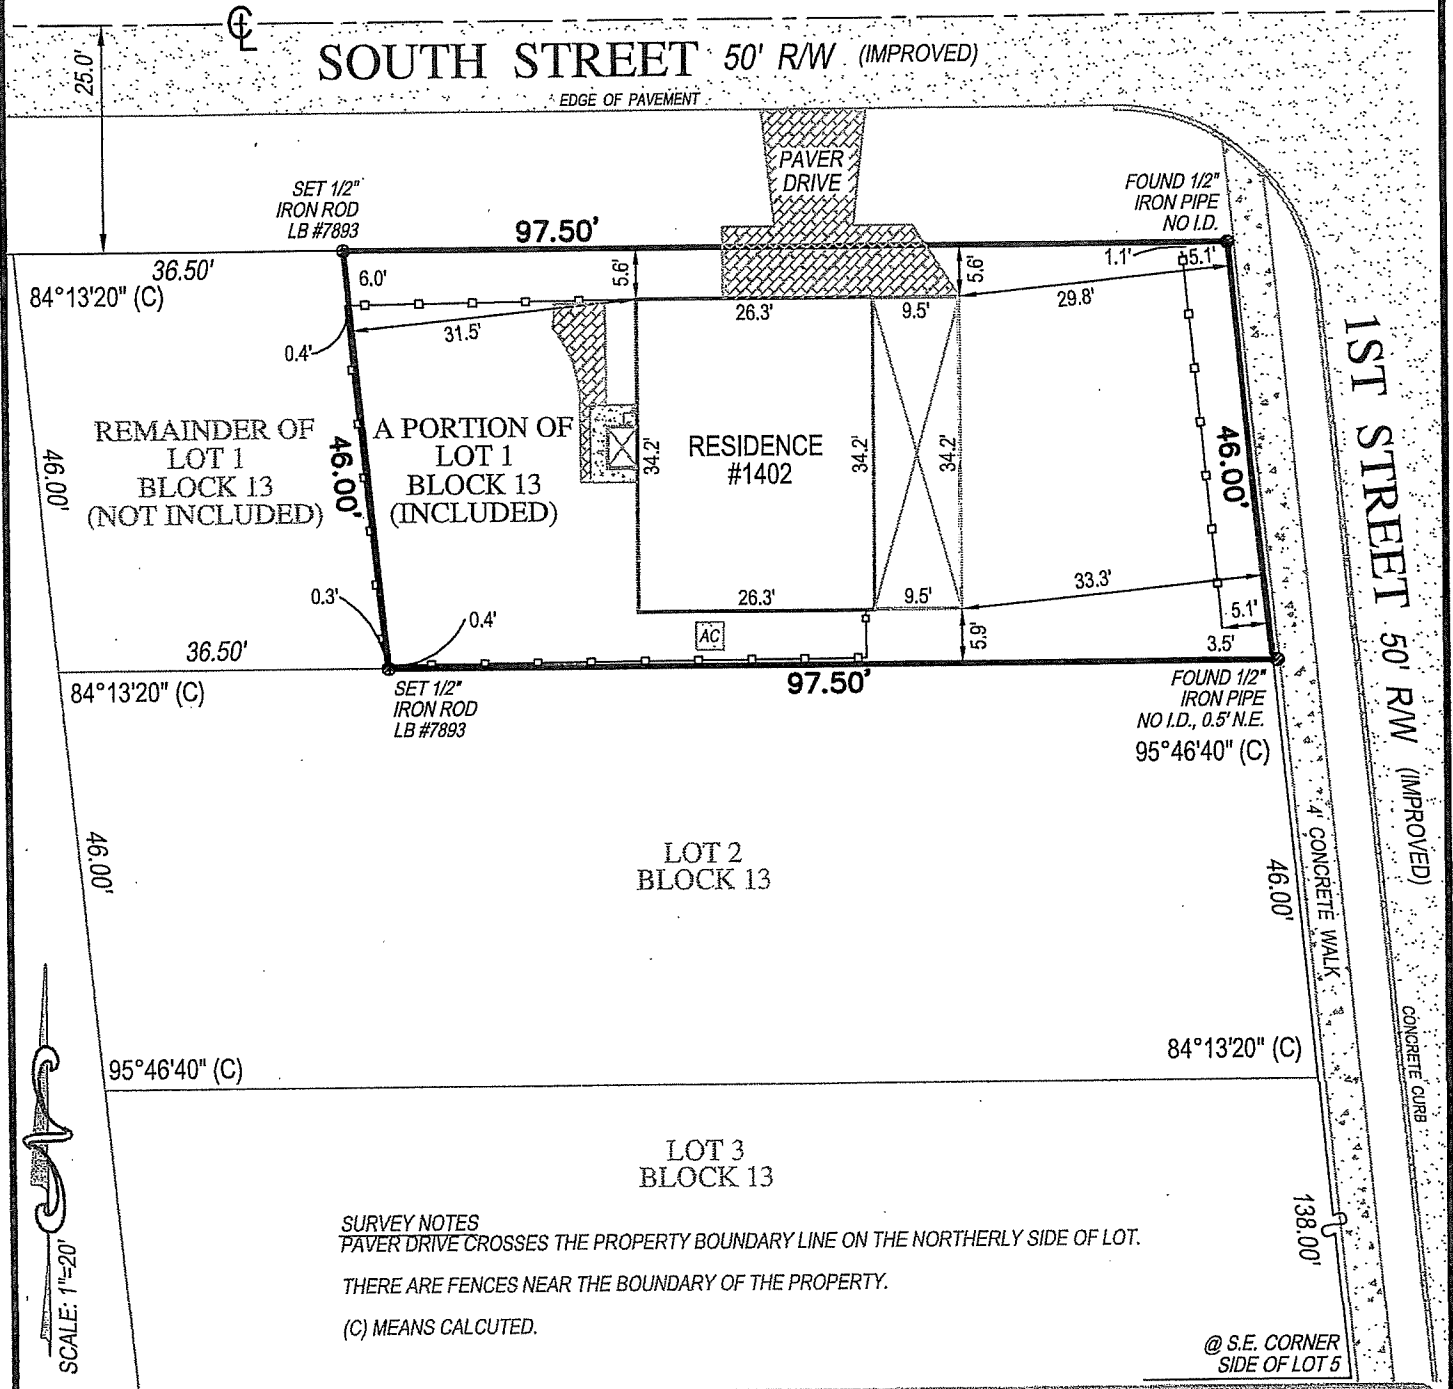 ℄
25.0'
SOUTH STREET 50' R/W (IMPROVED)
EDGE OF PAVEMENT
PAVER
DRIVE
SET 1/2"
IRON ROD
LB #7893
FOUND 1/2"
IRON PIPE
NO I.D.
97.50'
36.50'
84°13'20" (C)
6.0'
5.6'
5.6'
1.1'
5.1'
29.8'
26.3'
9.5'
31.5'
0.4'
1ST STREET 50' R/W (IMPROVED)
REMAINDER OF
LOT 1
BLOCK 13
(NOT INCLUDED)
46.00'
46.00'
A PORTION OF
LOT 1
BLOCK 13
(INCLUDED)
34.2'
RESIDENCE
#1402
34.2'
34.2'
46.00'
0.3'
0.4'
26.3'
9.5'
33.3'
5.1'
AC
5.9'
3.5'
36.50'
84°13'20" (C)
SET 1/2"
IRON ROD
LB #7893
97.50'
FOUND 1/2"
IRON PIPE
NO I.D., 0.5' N.E.
95°46'40" (C)
46.00'
LOT 2
BLOCK 13
46.00'
4' CONCRETE WALK
CONCRETE CURB
95°46'40" (C)
84°13'20" (C)
LOT 3
BLOCK 13
138.00'
SCALE: 1"=20'
SURVEY NOTES
PAVER DRIVE CROSSES THE PROPERTY BOUNDARY LINE ON THE NORTHERLY SIDE OF LOT.
THERE ARE FENCES NEAR THE BOUNDARY OF THE PROPERTY.
(C) MEANS CALCUTED.
@ S.E. CORNER
SIDE OF LOT 5